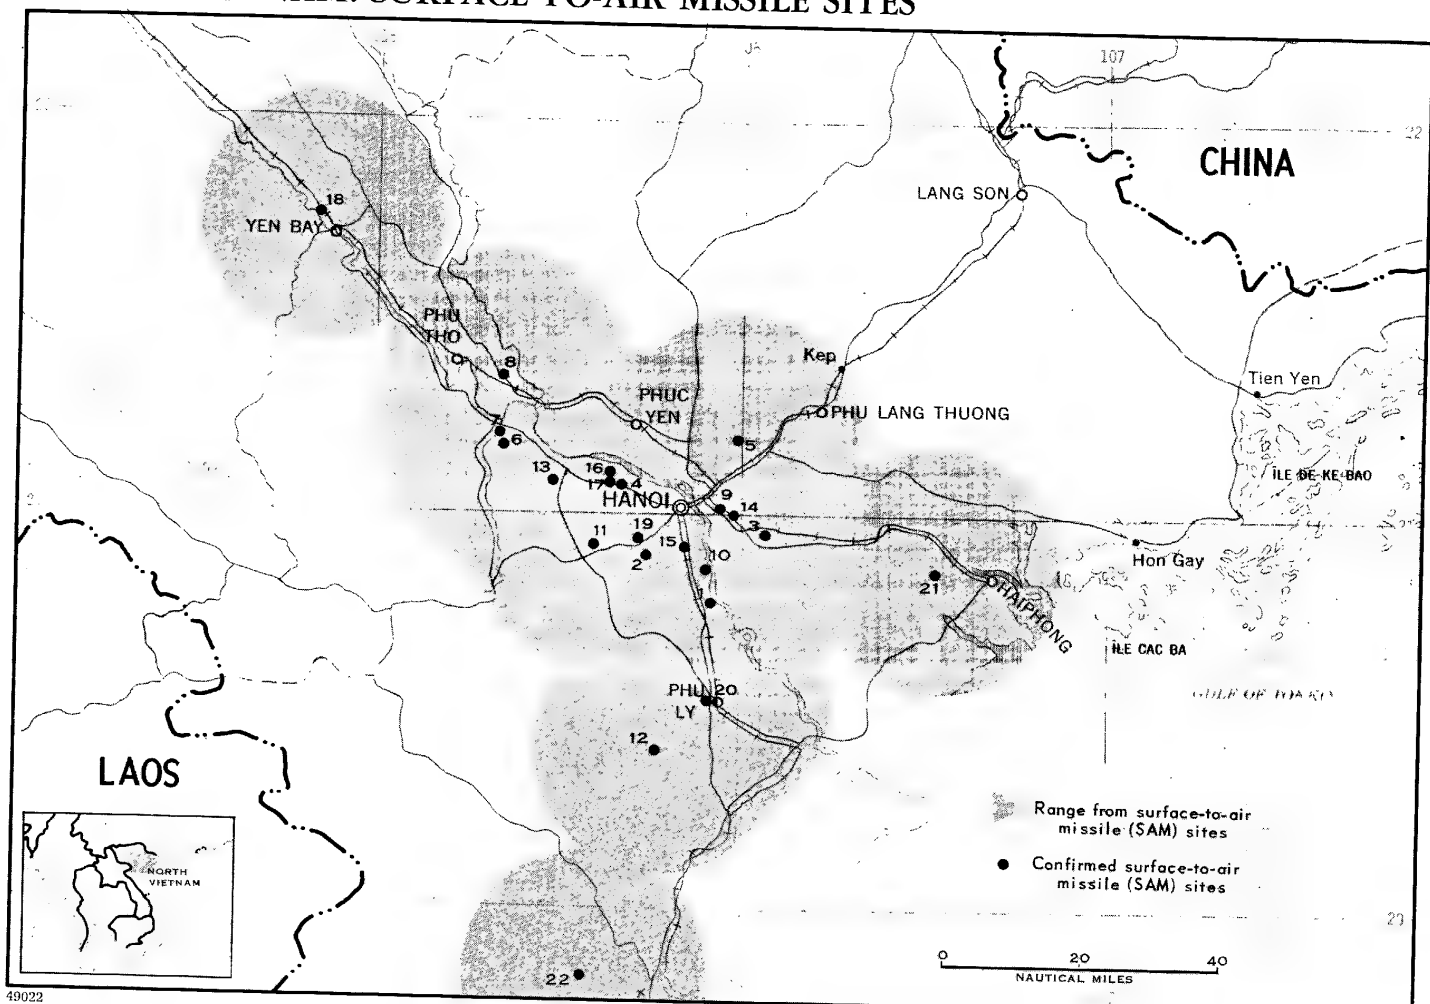 SURFACE-TO-AIR MISSILE SITES
107
22
CHINA
LANG SON
18
YEN BAY
PHU
THO
8
Kep
Tien Yen
PHUC
YEN
PHU LANG THUONG
7
6
5
ÎLE DE KE BAO
13
16
17
4
HANOI
9
14
3
11
19
2
15
10
1
Hon Gay
21
HAIPHONG
ÎLE CAC BA
PHU
LY
20
12
LAOS
Range from surface-to-air
missile (SAM) sites
Confirmed surface-to-air
missile (SAM) sites
NORTH
VIETNAM
20
22
0
20
40
NAUTICAL MILES
49022